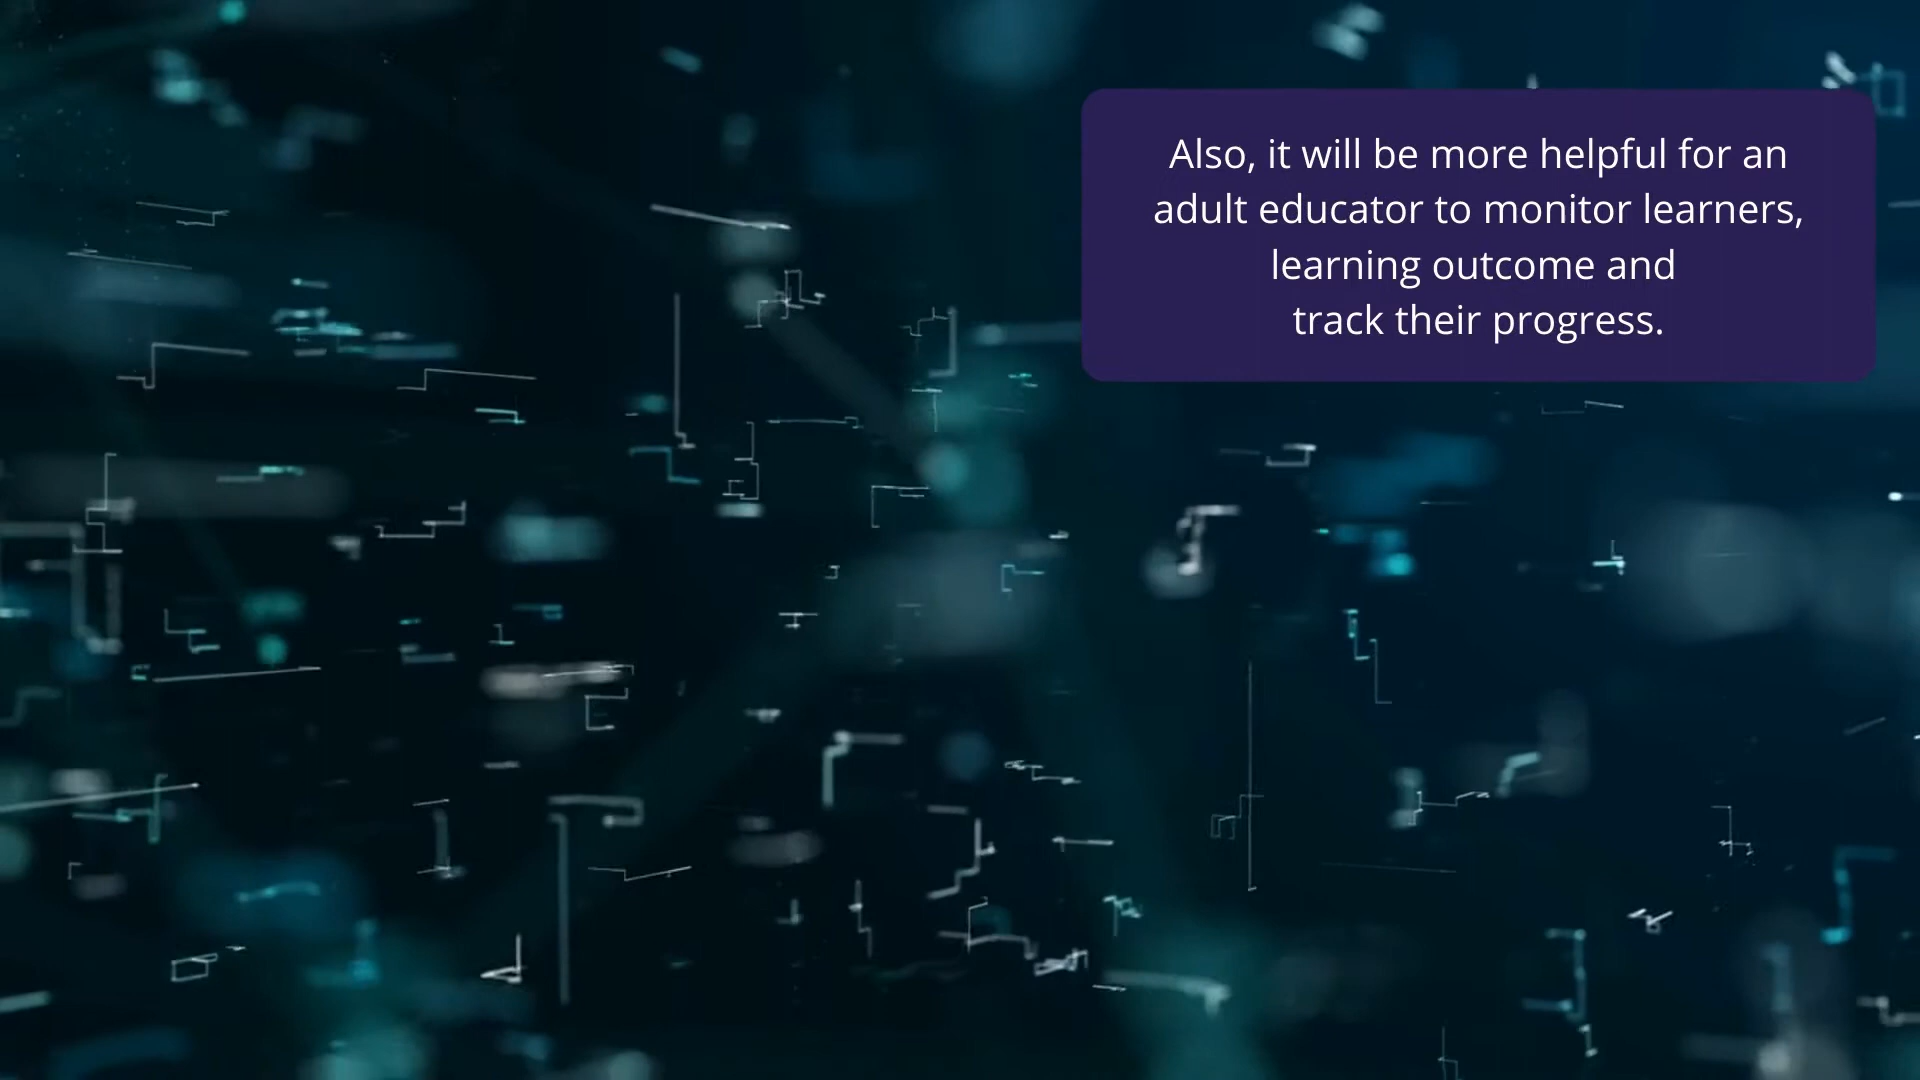 Also, it will be more helpful for an
adult educator to monitor learners,
learning outcome and
track their progress.